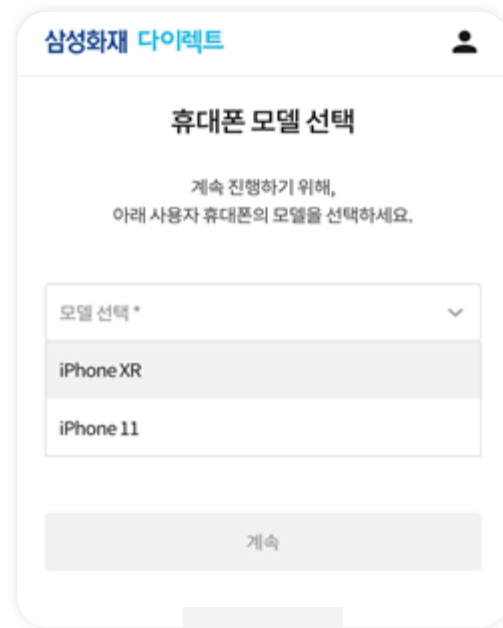 삼성화재 다이렉트
휴대폰 모델 선택
계속 진행하기 위해,
아래 사용자 휴대폰의 모델을 선택하세요.
모델 선택 *
iPhone XR
iPhone 11
계속